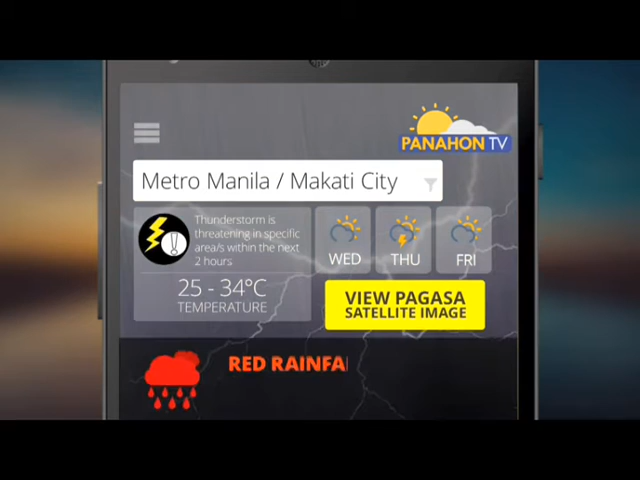 PANAHON TV
Metro Manila / Makati City
Thunderstorm is
threatening in specific
area/s within the next
2 hours
WED
THU
FRI
25 - 34°C
TEMPERATURE
VIEW PAGASA
SATELLITE IMAGE
RED RAINFA